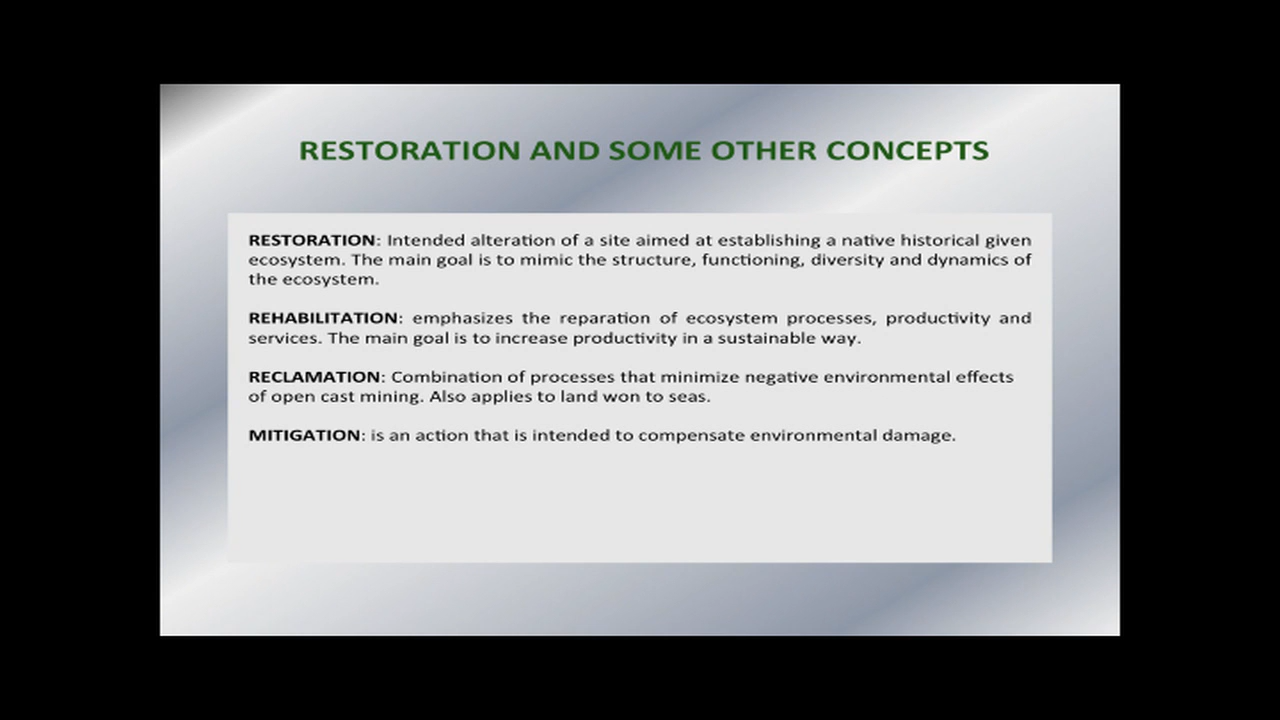 RESTORATION AND SOME OTHER CONCEPTS
RESTORATION: Intended alteration of a site aimed at establishing a native historical given
ecosystem. The main goal is to mimic the structure, functioning, diversity and dynamics of
the ecosystem.
REHABILITATION: emphasizes the reparation of ecosystem processes, productivity and
services. The main goal is to increase productivity in a sustainable way.
RECLAMATION: Combination of processes that minimize negative environmental effects
of open cast mining. Also applies to land won to seas.
MITIGATION: is an action that is intended to compensate environmental damage.